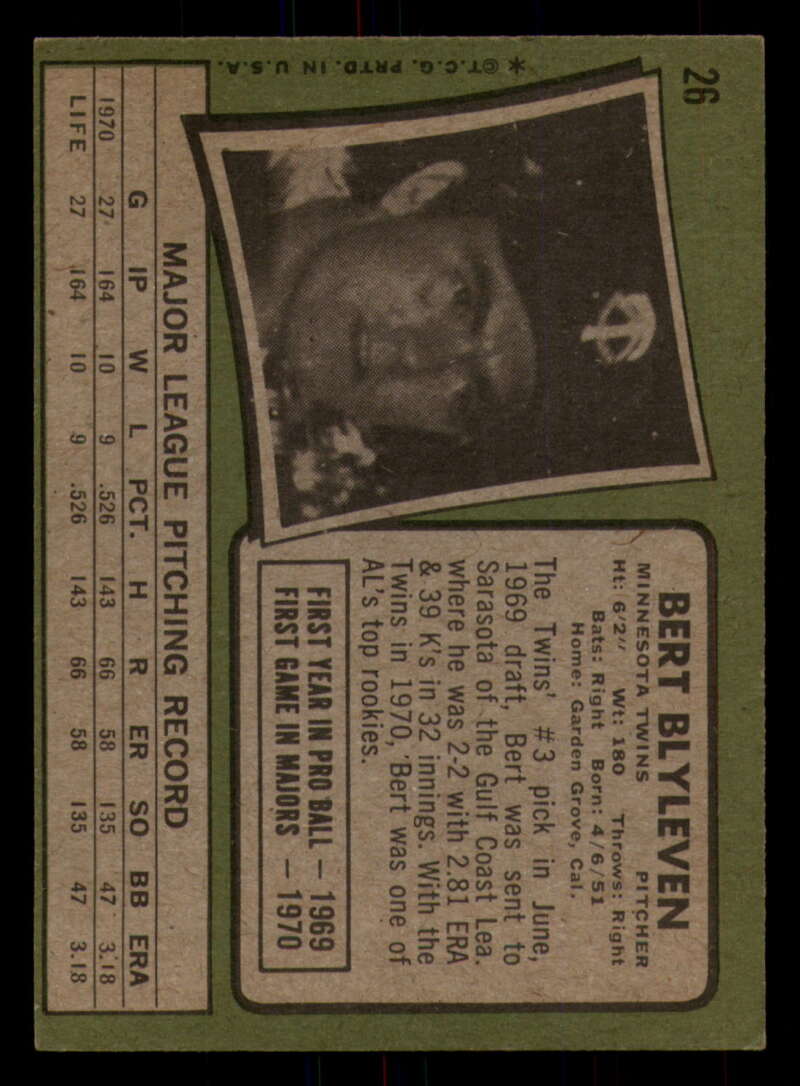 26
*©T.C.G. PRTD. IN U.S.A.
BERT BLYLEVEN
MINNESOTA TWINS PITCHER
Ht: 6'2" Wt: 180 Throws: Right
Bats: Right Born: 4/6/51
Home: Garden Grove, Cal.
The Twins' #3 pick in June,
1969 draft, Bert was sent to
Sarasota of the Gulf Coast Lea.
where he was 2-2 with 2.81 ERA
& 39 K's in 32 innings. With the
Twins in 1970, Bert was one of
AL's top rookies.
FIRST YEAR IN PRO BALL — 1969
FIRST GAME IN MAJORS — 1970
MAJOR LEAGUE PITCHING RECORD
G IP W L PCT. H R ER SO BB ERA
1970 27 164 10 9 .526 143 66 58 135 47 3.18
LIFE 27 164 10 9 .526 143 66 58 135 47 3.18